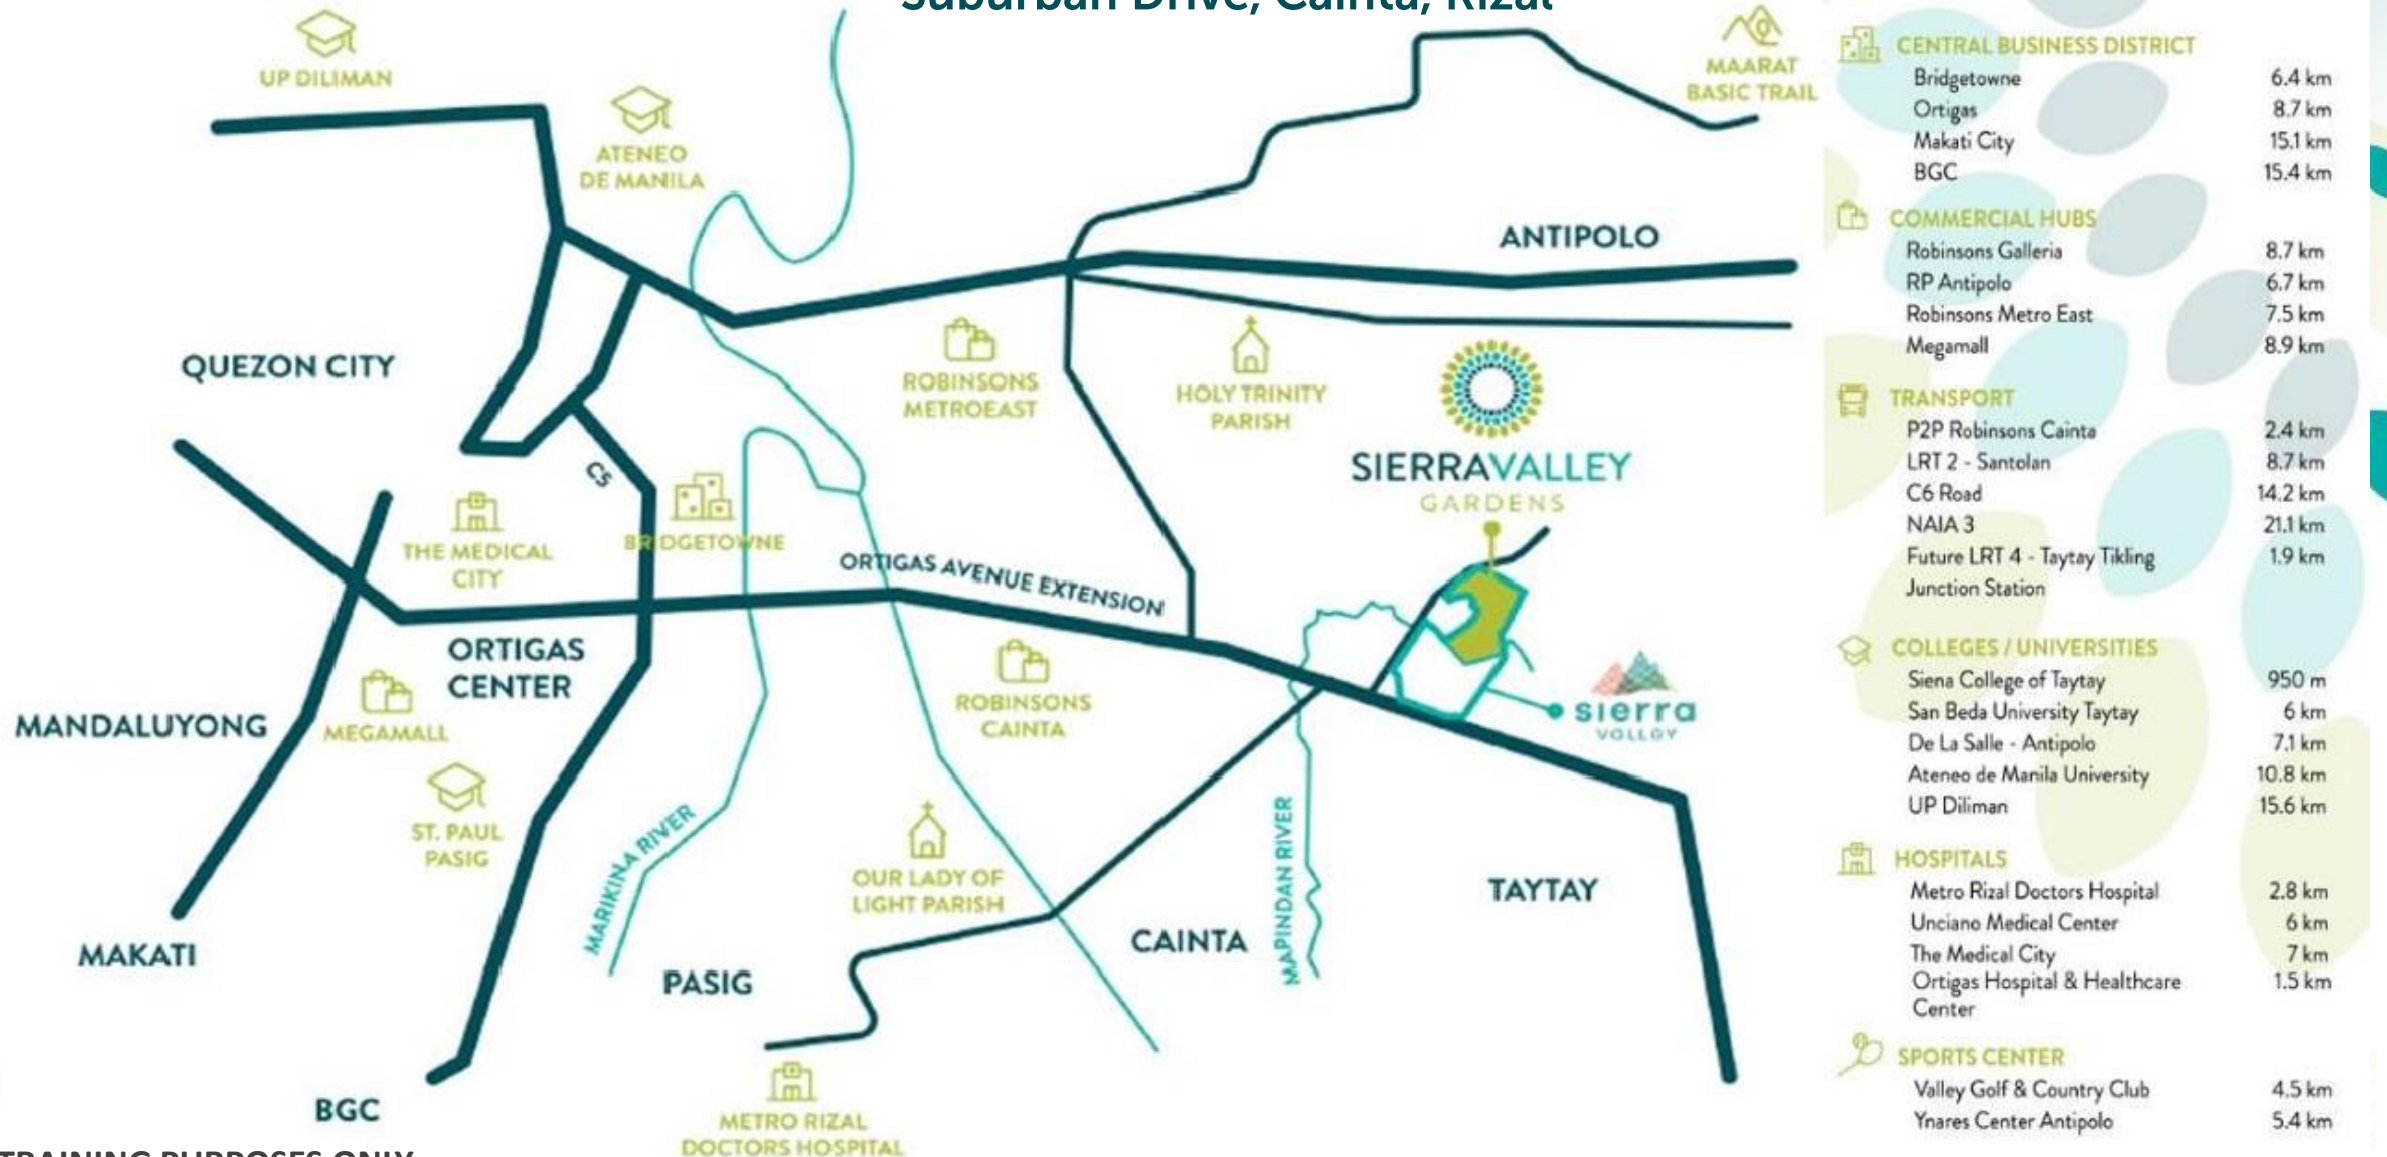 Suburban Drive, Cainta, Rizal
UP DILIMAN
ATENEO
DE MANILA
MAARAT
BASIC TRAIL
ANTIPOLO
QUEZON CITY
ROBINSONS
METROEAST
HOLY TRINITY
PARISH
SIERRAVALLEY
GARDENS
C5
THE MEDICAL
CITY
BRIDGETOWNE
ORTIGAS AVENUE EXTENSION
ORTIGAS
CENTER
MANDALUYONG
MEGAMALL
ROBINSONS
CAINTA
sierra
VALLEY
ST. PAUL
PASIG
MARIKINA RIVER
OUR LADY OF
LIGHT PARISH
MAPINDAN RIVER
TAYTAY
CAINTA
MAKATI
PASIG
BGC
METRO RIZAL
DOCTORS HOSPITAL
TRAINING PURPOSES ONLY
CENTRAL BUSINESS DISTRICT
Bridgetowne 6.4 km
Ortigas 8.7 km
Makati City 15.1 km
BGC 15.4 km
COMMERCIAL HUBS
Robinsons Galleria 8.7 km
RP Antipolo 6.7 km
Robinsons Metro East 7.5 km
Megamall 8.9 km
TRANSPORT
P2P Robinsons Cainta 2.4 km
LRT 2 - Santolan 8.7 km
C6 Road 14.2 km
NAIA 3 21.1 km
Future LRT 4 - Taytay Tikling 1.9 km
Junction Station
COLLEGES / UNIVERSITIES
Siena College of Taytay 950 m
San Beda University Taytay 6 km
De La Salle - Antipolo 7.1 km
Ateneo de Manila University 10.8 km
UP Diliman 15.6 km
HOSPITALS
Metro Rizal Doctors Hospital 2.8 km
Unciano Medical Center 6 km
The Medical City 7 km
Ortigas Hospital & Healthcare 1.5 km
Center
SPORTS CENTER
Valley Golf & Country Club 4.5 km
Ynares Center Antipolo 5.4 km